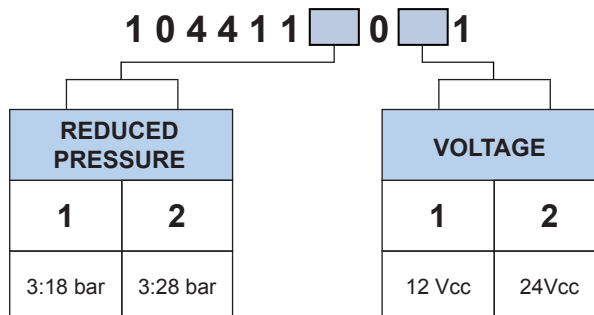 1 0 4 4 1 1 0 1
REDUCED PRESSURE
VOLTAGE
1 2
1 2
3:18 bar 3:28 bar
12 Vcc 24Vcc